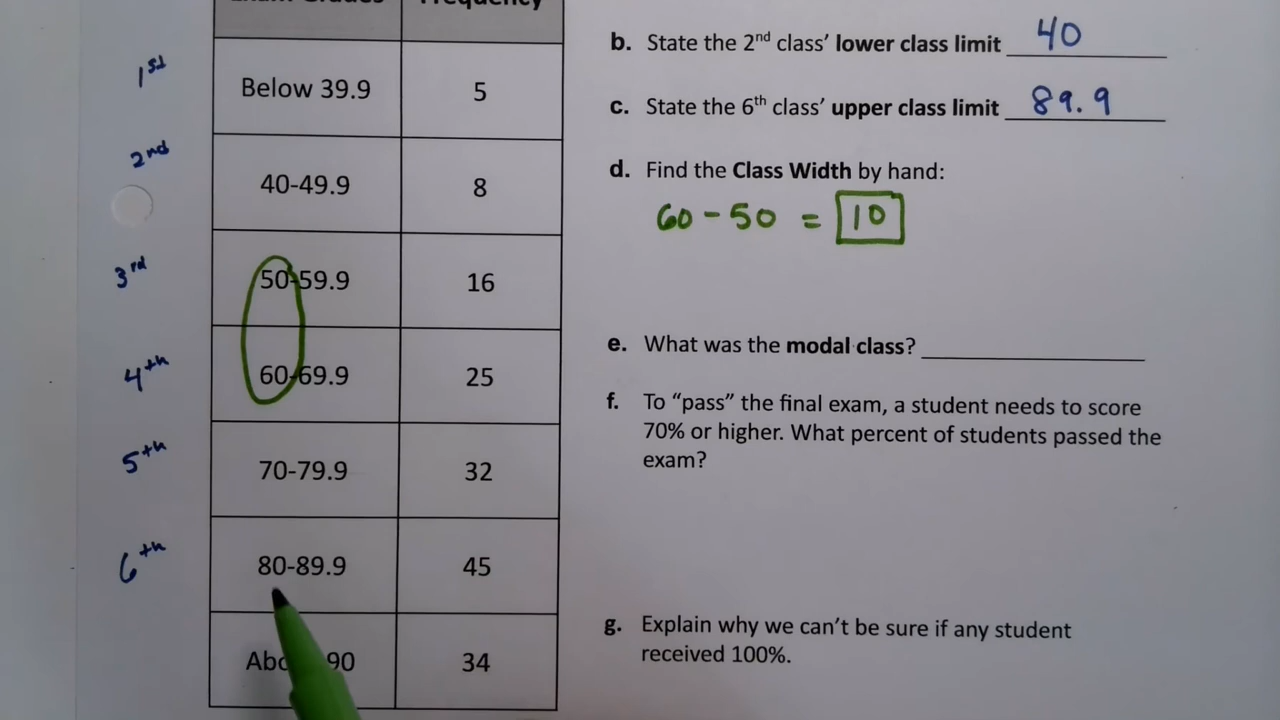 Exam Grades Frequency
1st Below 39.9 5
2nd 40-49.9 8
3rd 50-59.9 16
4th 60-69.9 25
5th 70-79.9 32
6th 80-89.9 45
90 34
b. State the 2nd class' lower class limit 40
c. State the 6th class' upper class limit 89.9
d. Find the Class Width by hand:
60 - 50 = 10
e. What was the modal class?
f. To "pass" the final exam, a student needs to score
70% or higher. What percent of students passed the
exam?
g. Explain why we can't be sure if any student
received 100%.